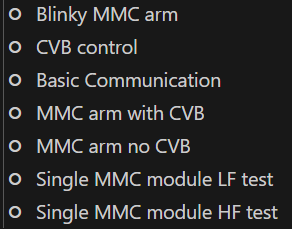 Blinky MMC arm
CVB control
Basic Communication
MMC arm with CVB
MMC arm no CVB
Single MMC module LF test
Single MMC module HF test